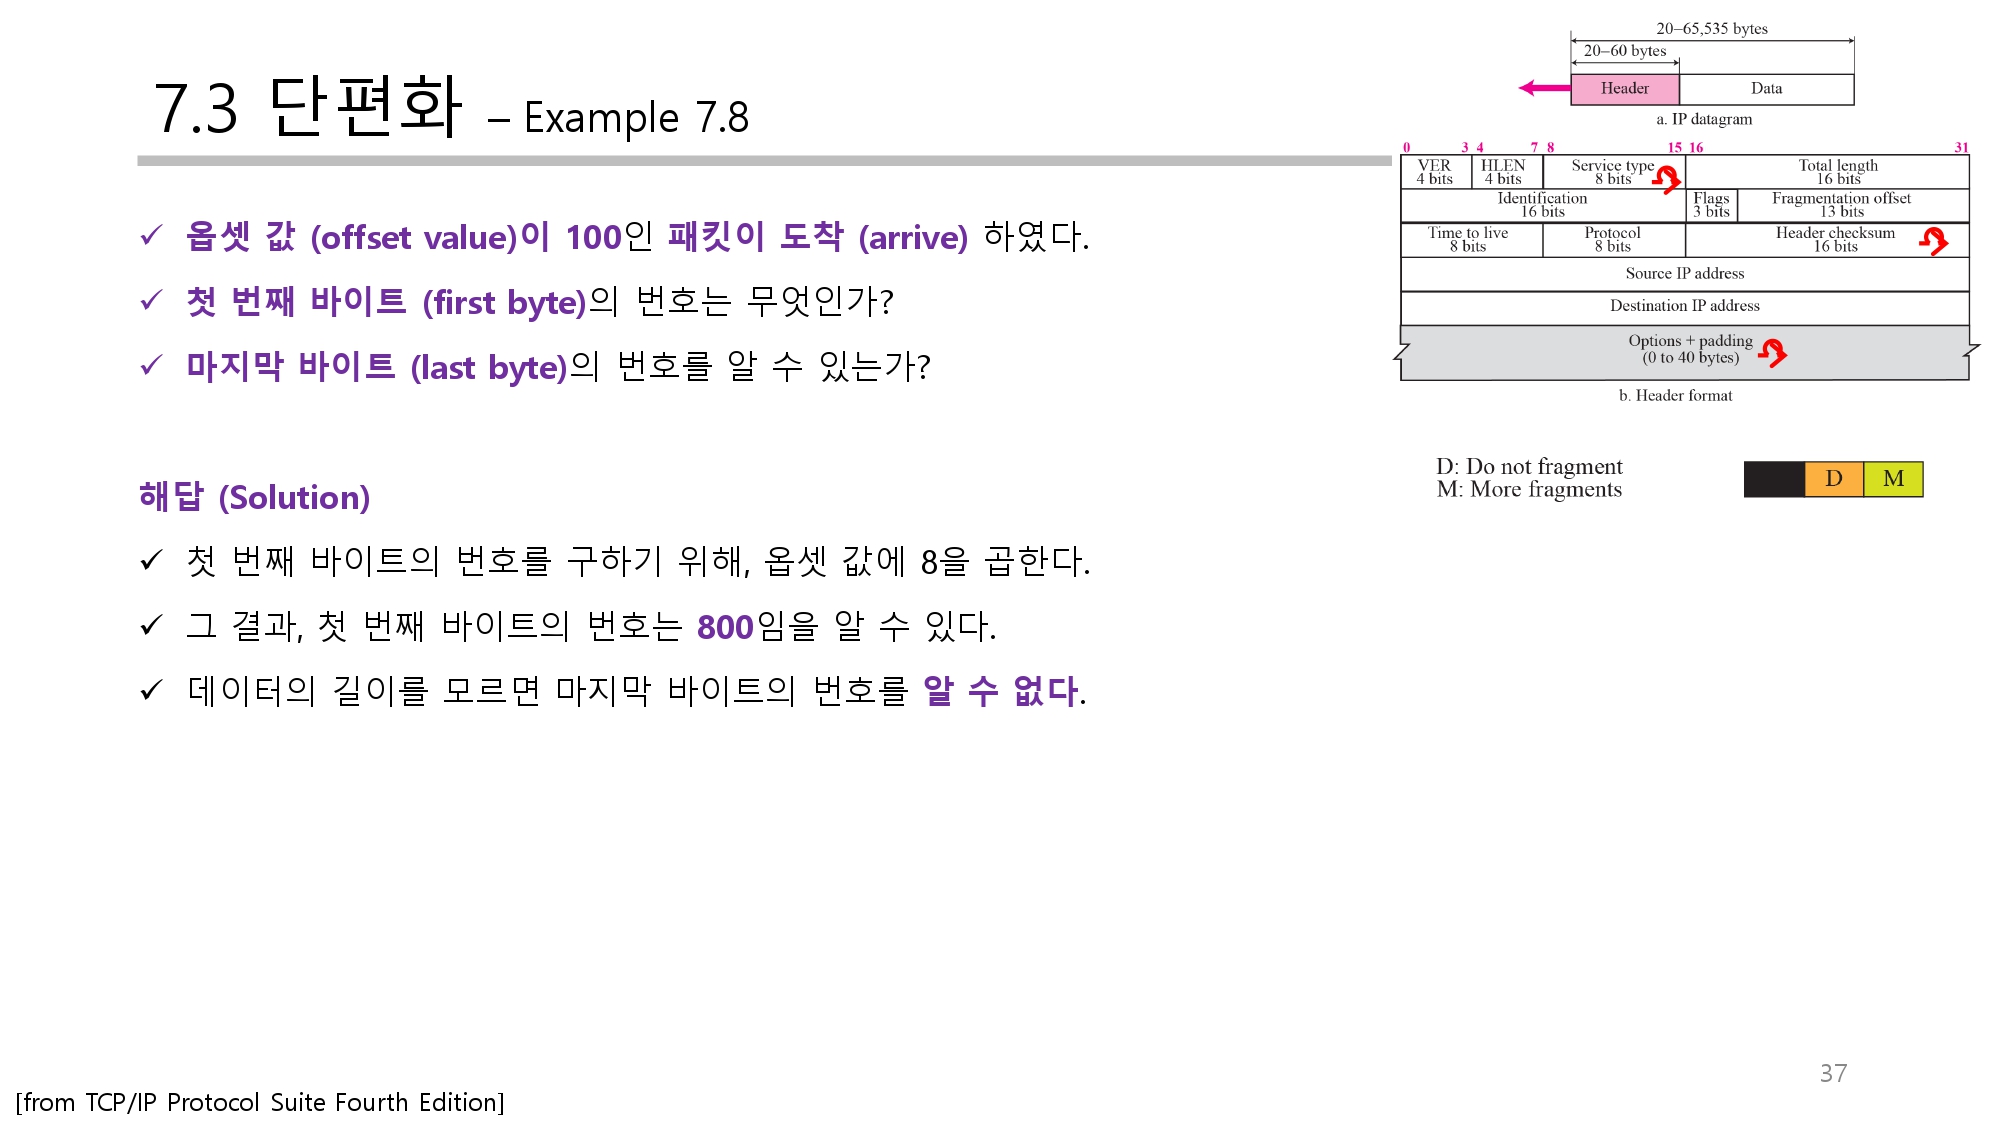 7.3 단편화 – Example 7.8
✓ 옵셋 값 (offset value)이 100인 패킷이 도착 (arrive) 하였다.
✓ 첫 번째 바이트 (first byte)의 번호는 무엇인가?
✓ 마지막 바이트 (last byte)의 번호를 알 수 있는가?
해답 (Solution)
✓ 첫 번째 바이트의 번호를 구하기 위해, 옵셋 값에 8을 곱한다.
✓ 그 결과, 첫 번째 바이트의 번호는 800임을 알 수 있다.
✓ 데이터의 길이를 모르면 마지막 바이트의 번호를 알 수 없다.
20–65,535 bytes
20–60 bytes
Header Data
a. IP datagram
0 3 4 7 8 15 16 31
VER HLEN Service type Total length
4 bits 4 bits 8 bits 16 bits
Identification Flags Fragmentation offset
16 bits 3 bits 13 bits
Time to live Protocol Header checksum
8 bits 8 bits 16 bits
Source IP address
Destination IP address
Options + padding
(0 to 40 bytes)
b. Header format
D: Do not fragment
M: More fragments
D M
37
[from TCP/IP Protocol Suite Fourth Edition]